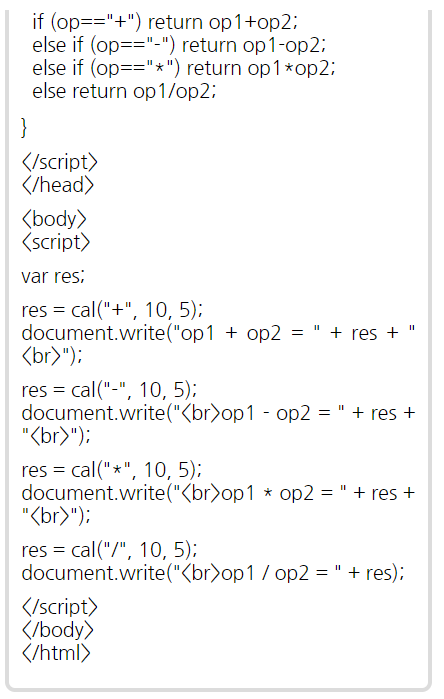 if (op=="+") return op1+op2;
else if (op=="-") return op1-op2;
else if (op=="*") return op1*op2;
else return op1/op2;
}
〈/script〉
〈/head〉
〈body〉
〈script〉
var res;
res = cal("+", 10, 5);
document.write("op1 + op2 = " + res + "
〈br〉");
res = cal("-", 10, 5);
document.write("〈br〉op1 - op2 = " + res +
"〈br〉");
res = cal("*", 10, 5);
document.write("〈br〉op1 * op2 = " + res +
"〈br〉");
res = cal("/", 10, 5);
document.write("〈br〉op1 / op2 = " + res);
〈/script〉
〈/body〉
〈/html〉